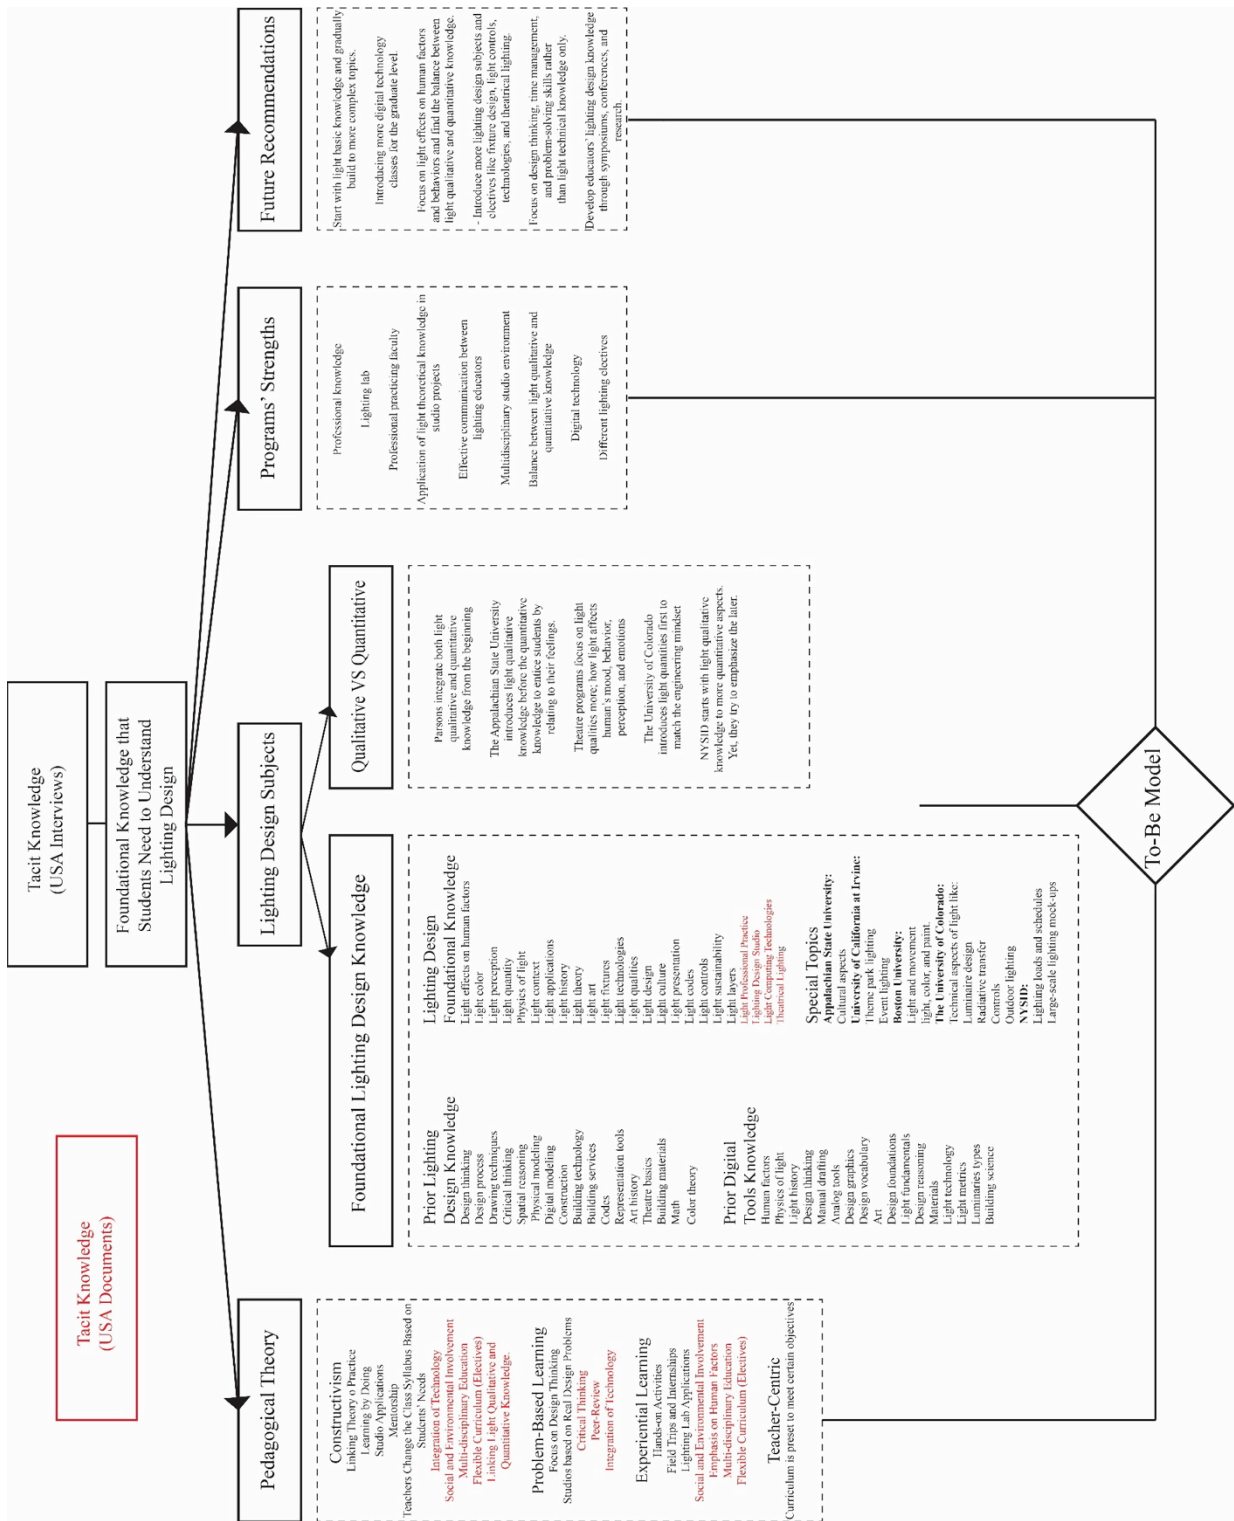 Tacit Knowledge
(USA Documents)
Tacit Knowledge
(USA Interviews)
Foundational Knowledge that
Students Need to Understand
Lighting Design
Pedagogical Theory
Constructivism
Linking Theory o Practice
Learning by Doing
Studio Applications
Mentorship
Teachers Change the Class Syllabus Based on
Students' Needs
Integration of Technology
Social and Environmental Involvement
Multi-disciplinary Education
Flexible Curriculum (Electives)
Linking Light Qualitative and
Quantitative Knowledge.
Problem-Based Learning
Focus on Design Thinking
Studios based on Real Design Problems
Critical Thinking
Peer-Review
Integration of Technology
Experiential Learning
Hands-on Activities
Field Trips and Internships
Lighting Lab Applications
Social and Environmental Involvement
Emphasis on Human Factors
Multi-disciplinary Education
Flexible Curriculum (Electives)
Teacher-Centric
Curriculum is preset to meet certain objectives
Lighting Design Subjects
Foundational Lighting Design Knowledge
Prior Lighting
Design Knowledge
Design thinking
Design process
Drawing techniques
Critical thinking
Spatial reasoning
Physical modeling
Digital modeling
Construction
Building technology
Building services
Codes
Representation tools
Art history
Theatre basics
Building materials
Math
Color theory
Prior Digital
Tools Knowledge
Human factors
Physics of light
Light history
Design thinking
Manual drafting
Analog tools
Design graphics
Design vocabulary
Art
Design foundations
Light fundamentals
Design reasoning
Materials
Light technology
Light metrics
Luminaries types
Building science
Lighting Design
Foundational Knowledge
Light effects on human factors
Light color
Light perception
Light quantity
Physics of light
Light context
Light applications
Light history
Light theory
Light art
Light fixtures
Light technologies
Light qualities
Light design
Light culture
Light presentation
Light codes
Light controls
Light sustainability
Light layers
Light Professional Practice
Lighting Design Studio
Light Computing Technologies
Theatrical Lighting
Special Topics
Appalachian State University:
Cultural aspects
University of California at Irvine:
Theme park lighting
Event lighting
Boston University:
Light and movement
light, color, and paint.
The University of Colorado:
Technical aspects of light like:
Luminaire design
Radiative transfer
Controls
Outdoor lighting
NYSID:
Lighting loads and schedules
Large-scale lighting mock-ups
Qualitative VS Quantitative
Parsons integrate both light
qualitative and quantitative
knowledge from the beginning
The Appalachian State University
introduces light qualitative
knowledge before the quantitative
knowledge to entice students by
relating to their feelings.
Theatre programs focus on light
qualities more; how light affects
human's mood, behavior,
perception, and emotions
The University of Colorado
introduces light quantities first to
match the engineering mindset
NYSID starts with light qualitative
knowledge to more quantitative aspects.
Yet, they try to emphasize the later.
Programs' Strengths
Professional knowledge
Lighting lab
Professional practicing faculty
Application of light theoretical knowledge in
studio projects
Effective communication between
lighting educators
Multidisciplinary studio environment
Balance between light qualitative and
quantitative knowledge
Digital technology
Different lighting electives
Future Recommendations
Start with light basic knowledge and gradually
build to more complex topics.
Introducing more digital technology
classes for the graduate level.
Focus on light effects on human factors
and behaviors and find the balance between
light qualitative and quantitative knowledge.
- Introduce more lighting design subjects and
electives like fixture design, light controls,
technologies, and theatrical lighting.
Focus on design thinking, time management,
and problem-solving skills rather
than light technical knowledge only.
Develop educators' lighting design knowledge
through symposiums, conferences, and
research.
To-Be Model